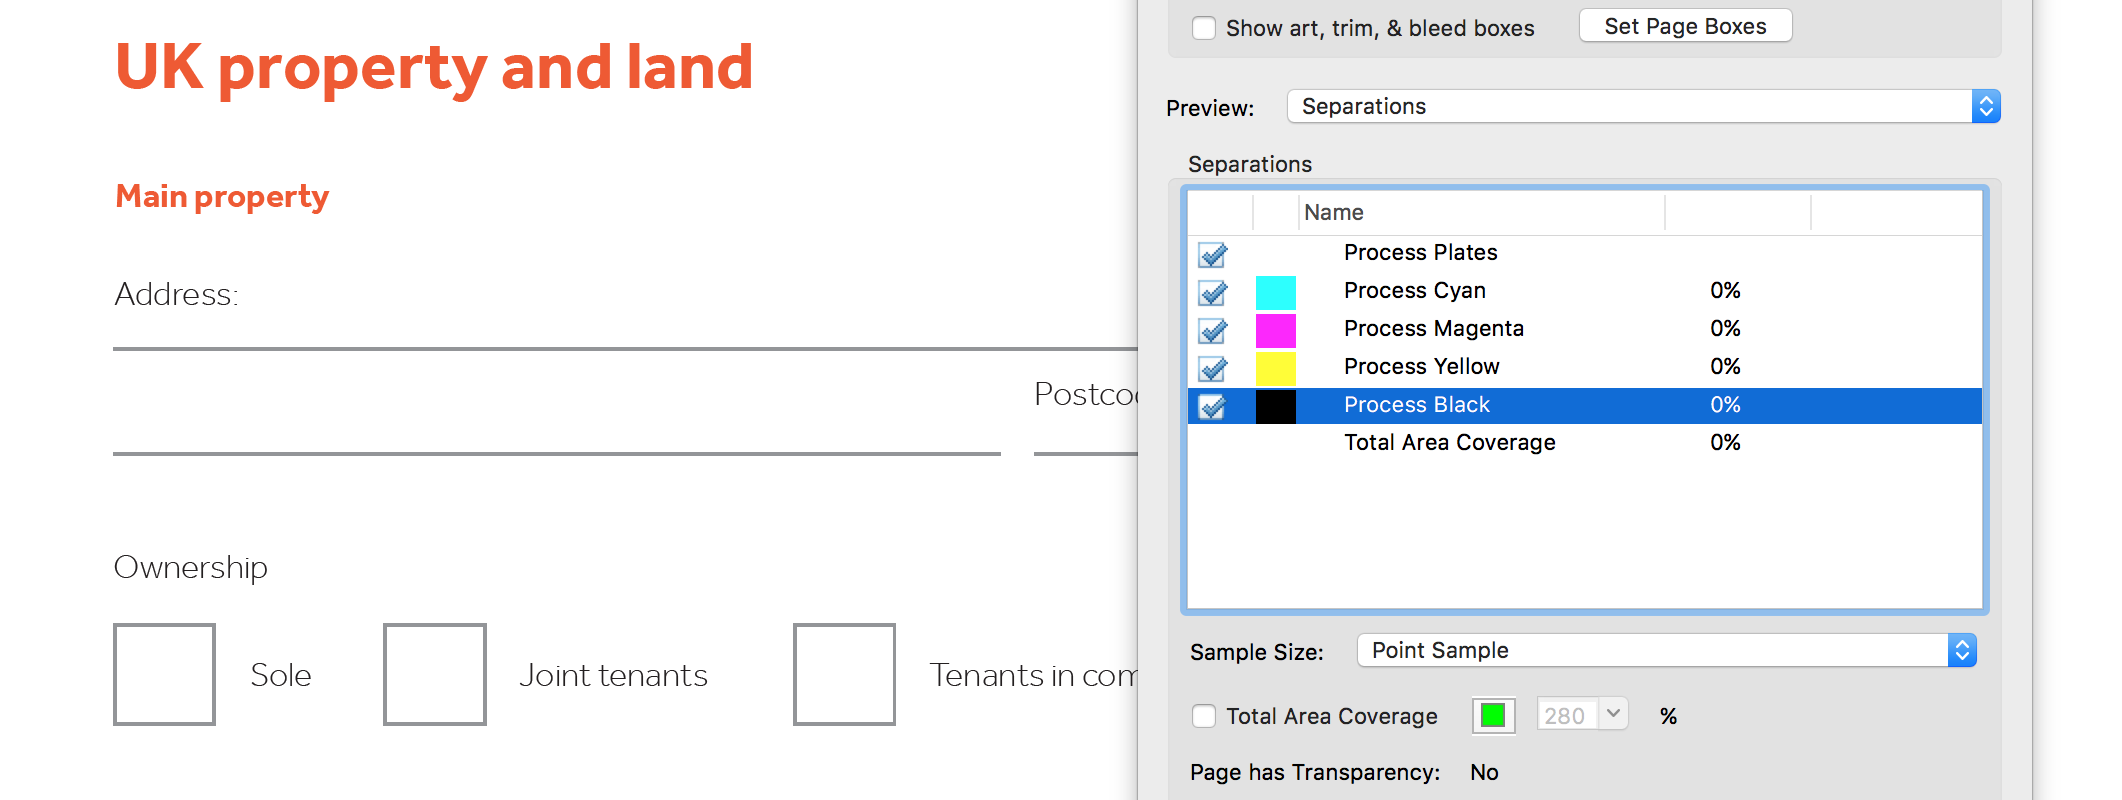 UK property and land
Main property
Address:
Ownership
Sole
Joint tenants
Tenants in
Show art, trim, & bleed boxes
Set Page Boxes
Preview:
Separations
Separations
Name
Process Plates
Process Cyan 0%
Process Magenta 0%
Process Yellow 0%
Process Black 0%
Total Area Coverage 0%
Sample Size:
Point Sample
Total Area Coverage
280
%
Page has Transparency: No